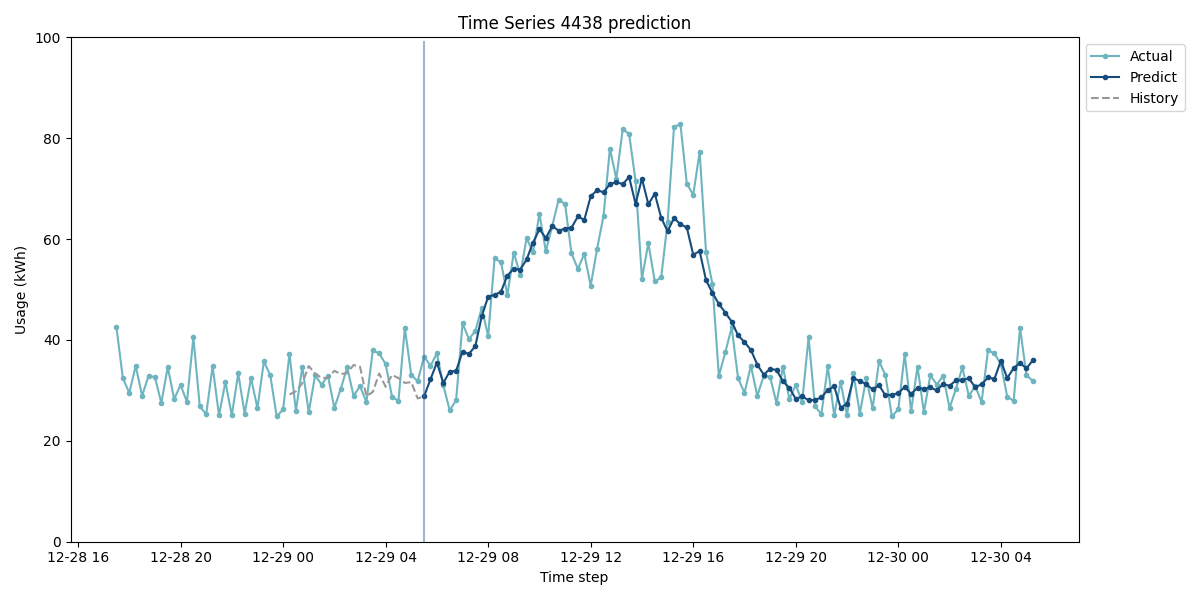 Time Series 4438 prediction
100
80
60
40
20
0
Usage (kWh)
12-28 16
12-28 20
12-29 00
12-29 04
12-29 08
12-29 12
12-29 16
12-29 20
12-30 00
12-30 04
Time step
Actual
Predict
History